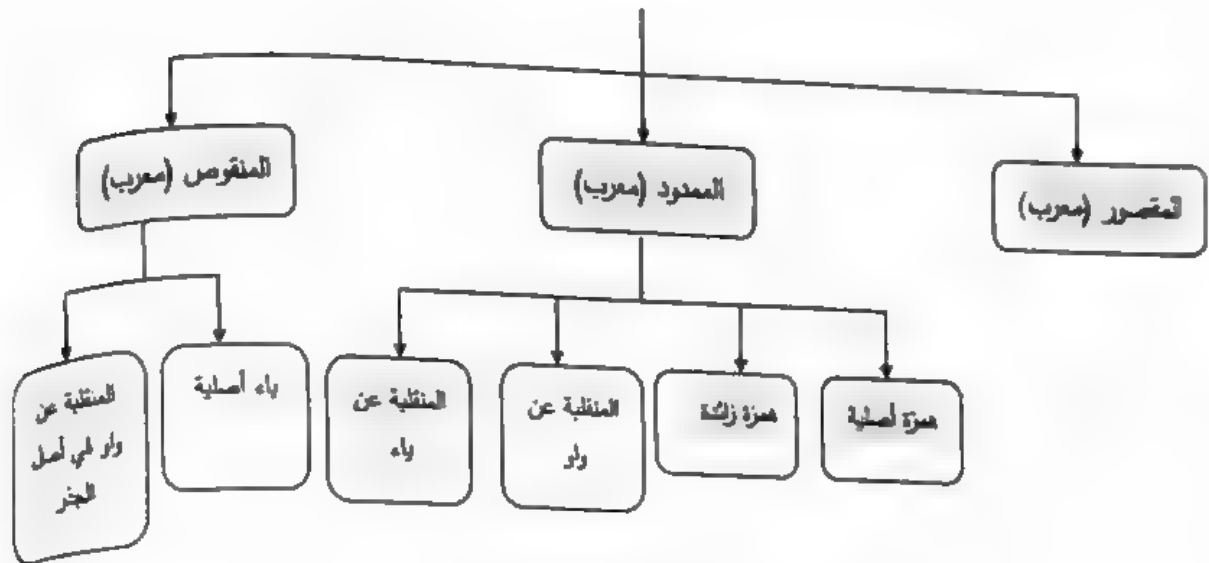 المقصور (معرب)
الممدود (معرب)
المنقوص (معرب)
همزة أصلية
همزة زائدة
المنقلبة عن
واو
المنقلبة عن
ياء
ياء أصلية
المنقلبة عن
واو في أصل
الجذر